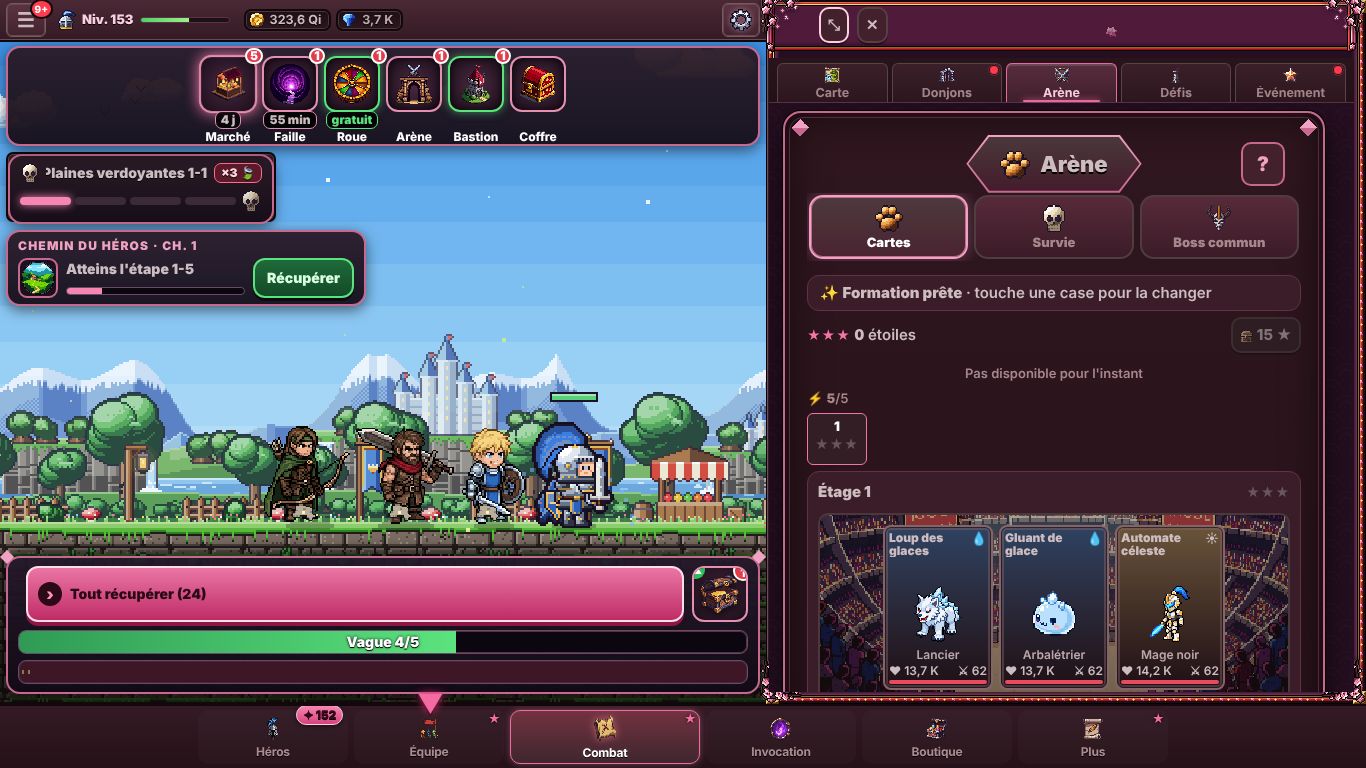 9+
Niv. 153
323,6 Qi
3,7 K
5
1
1
1
1
4 j
55 min
gratuit
Marché
Faille
Roue
Arène
Bastion
Coffre
Plaines verdoyantes 1-1
×3
CHEMIN DU HÉROS · CH. 1
Atteins l'étape 1-5
Récupérer
Tout récupérer (24)
Vague 4/5
Carte
Donjons
Arène
Défis
Événement
Arène
?
Cartes
Survie
Boss commun
✨ Formation prête · touche une case pour la changer
★★★ 0 étoiles
15 ★
Pas disponible pour l'instant
⚡ 5/5
1
★★★
Étage 1
★★★
Loup des
glaces
Gluant de
glace
Automate
céleste
Lancier
Arbalétrier
Mage noir
13,7 K
62
13,7 K
62
14,2 K
62
152
Héros
Équipe
Combat
Invocation
Boutique
Plus